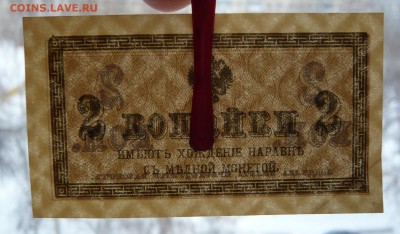 COINS.LAVE.RU
2 КОПѢЙКИ 2
ИМѢЮТЪ ХОЖДЕНІЕ НАРАВНѢ
СЪ МѢДНОЙ МОНЕТОЙ.